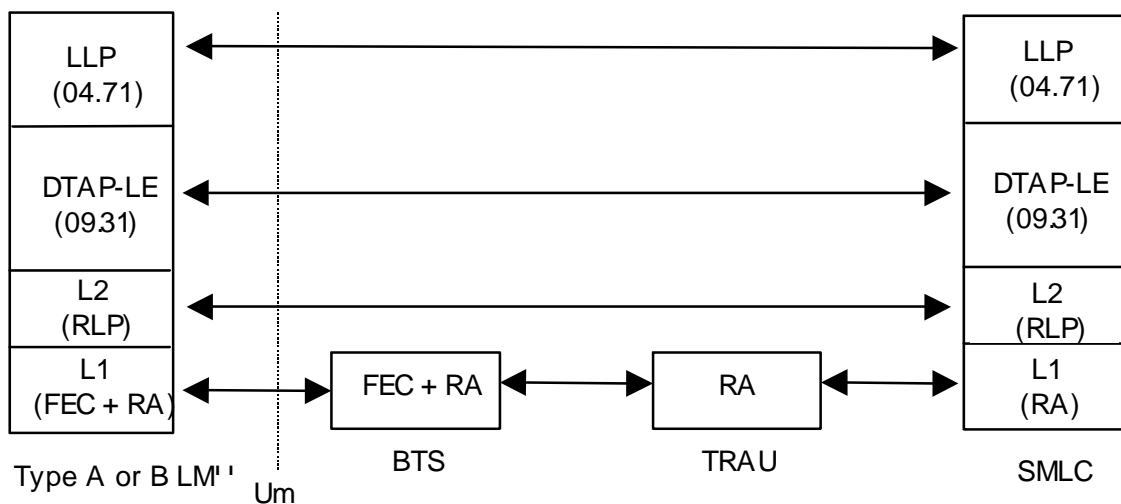 LLP
(04.71)
DTAP-LE
(09.31)
L2
(RLP)
L1
(FEC + RA)
FEC + RA
RA
LLP
(04.71)
DTAP-LE
(09.31)
L2
(RLP)
L1
(RA)
Type A or B
Um
BTS
TRAU
SMLC